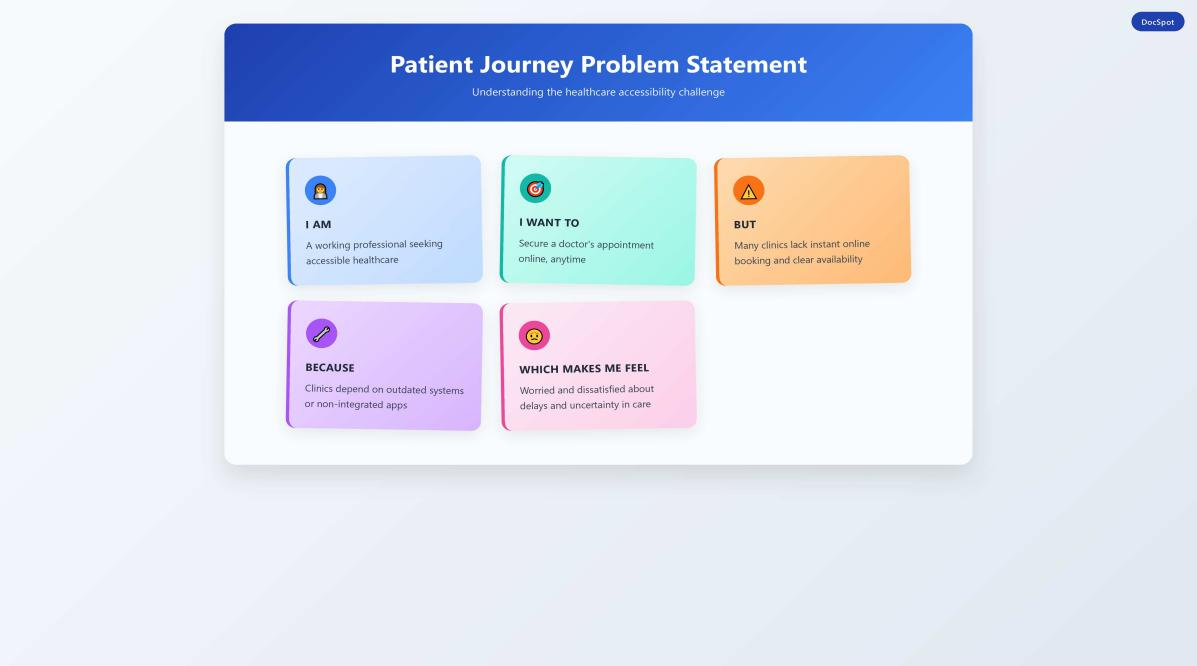 DocSpot
Patient Journey Problem Statement
Understanding the healthcare accessibility challenge
I AM
A working professional seeking
accessible healthcare
I WANT TO
Secure a doctor's appointment
online, anytime
BUT
Many clinics lack instant online
booking and clear availability
BECAUSE
Clinics depend on outdated systems
or non-integrated apps
WHICH MAKES ME FEEL
Worried and dissatisfied about
delays and uncertainty in care